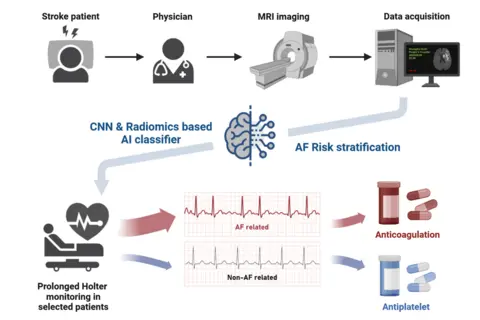 Stroke patient
Physician
MRI imaging
Data acquisition
CNN & Radiomics based
AI classifier
AF Risk stratification
AF related
Anticoagulation
Non-AF related
Antiplatelet
Prolonged Holter
monitoring in
selected patients